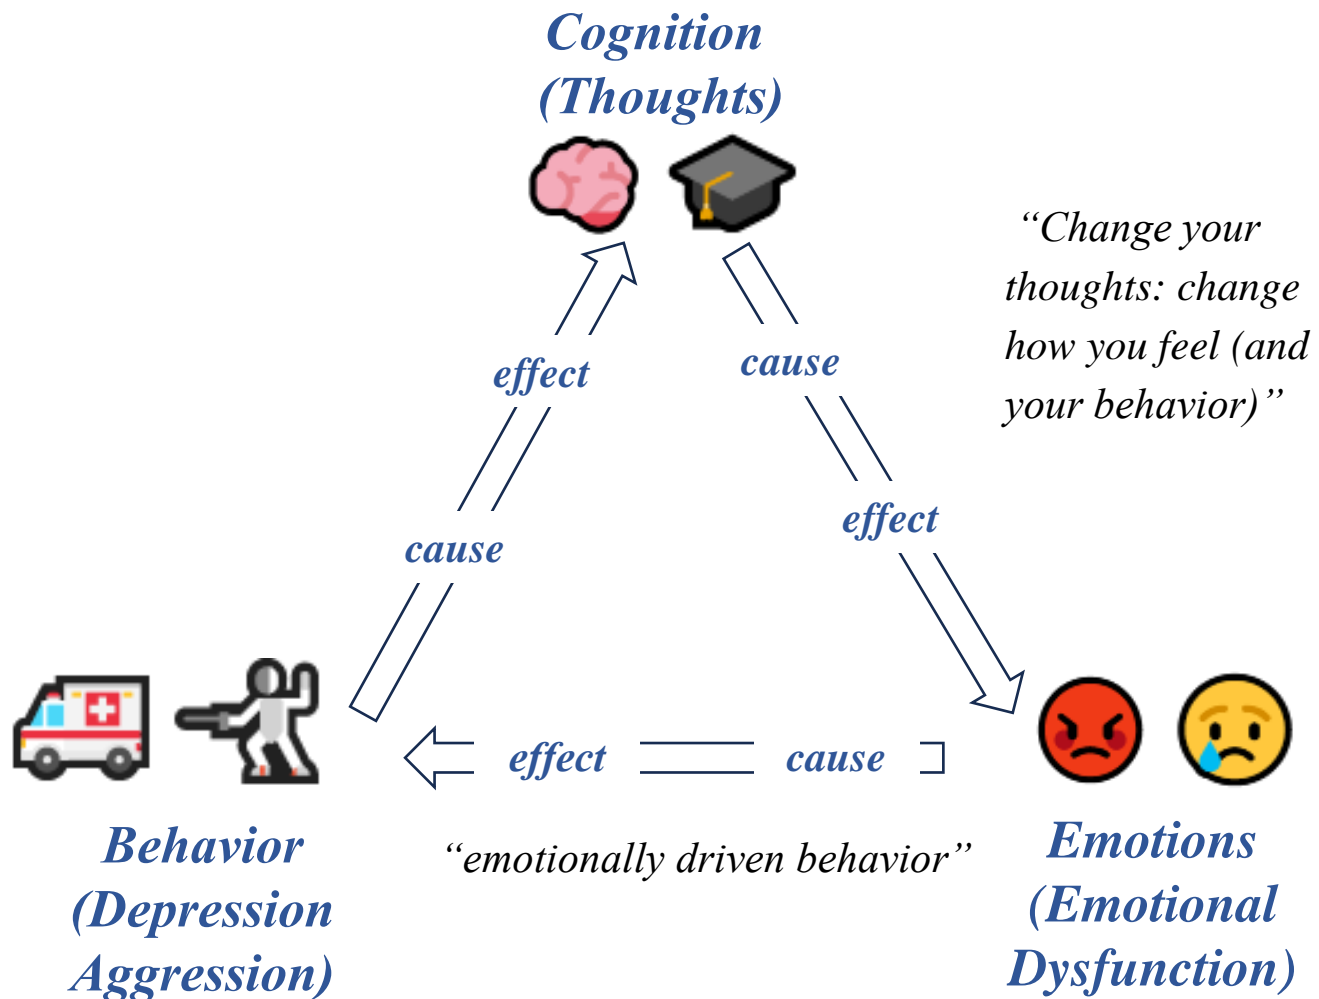 Cognition
(Thoughts)
“Change your
thoughts: change
how you feel (and
your behavior)”
effect
cause
cause
effect
effect
cause
“emotionally driven behavior”
Behavior
(Depression
Aggression)
Emotions
(Emotional
Dysfunction)